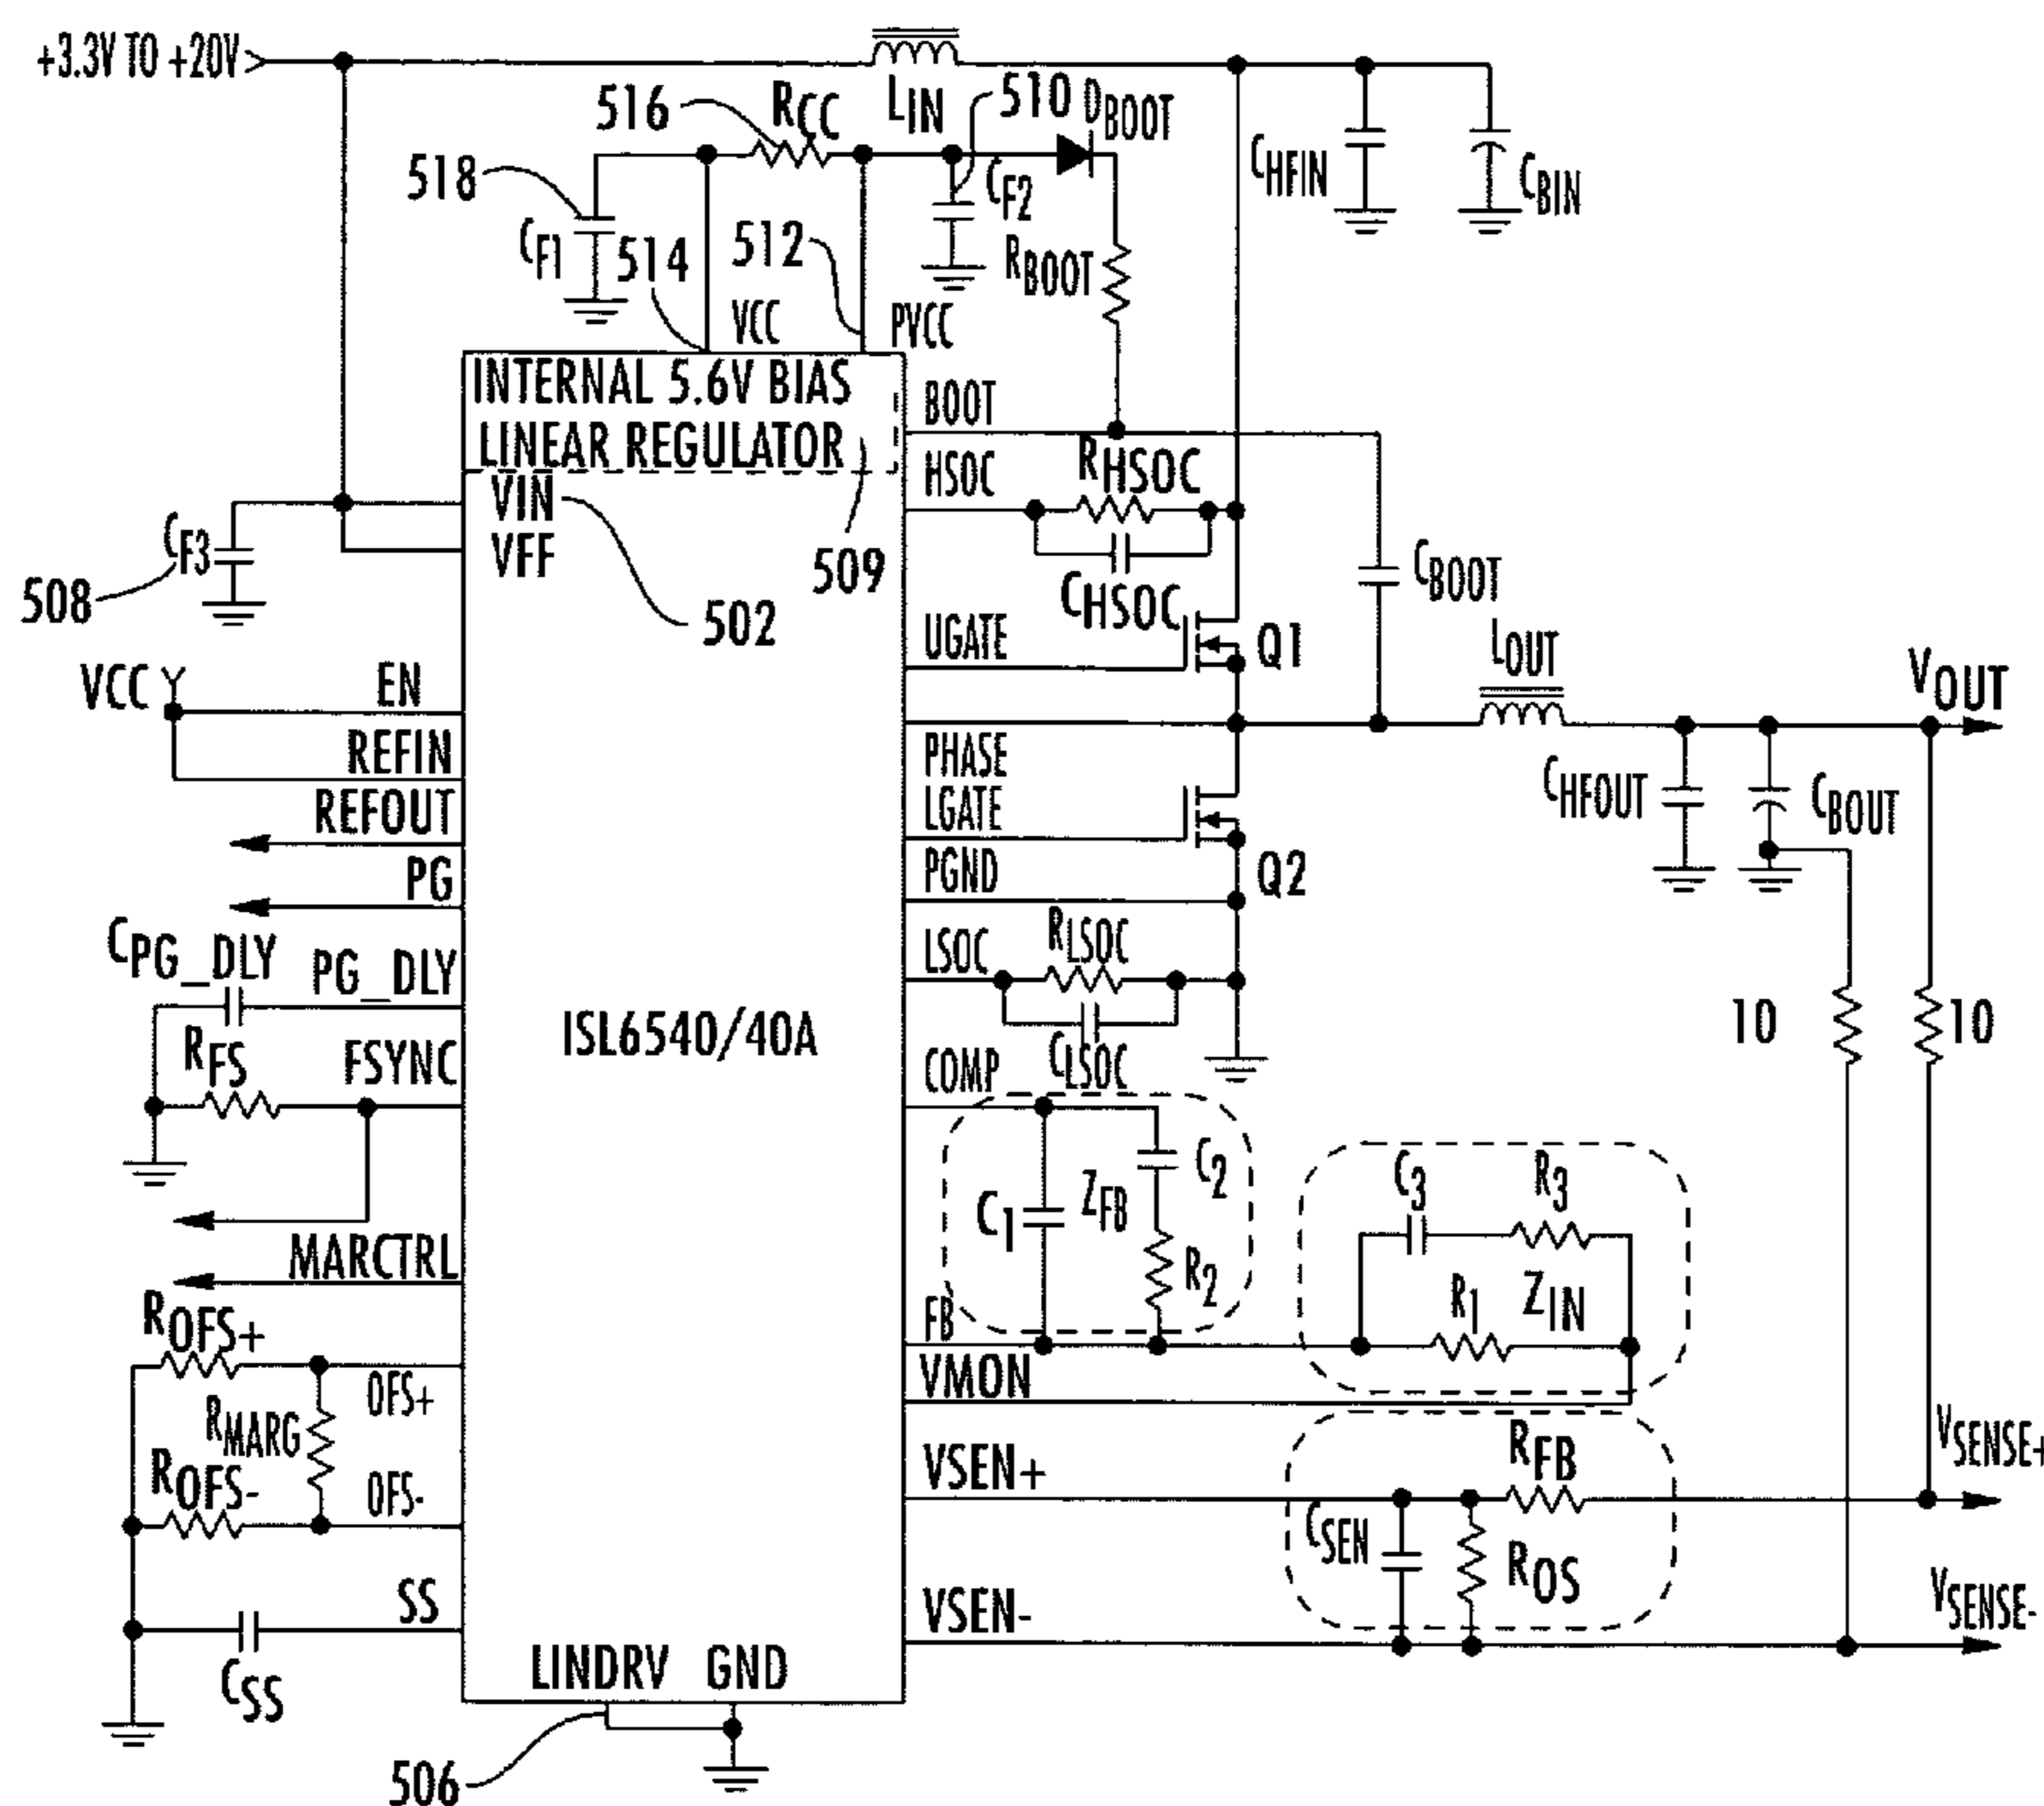 +3.3V TO +20V
LIN
516
RCC
510
DBOOT
CHFIN
CBIN
518
CF1
514
512
CF2
RBOOT
VCC
PVCC
INTERNAL 5.6V BIAS
LINEAR REGULATOR
BOOT
HSOC
RHSOC
VIN
VFF
CF3
508
509
502
CHSOC
CBOOT
UGATE
Q1
LOUT
VOUT
VCC
EN
REFIN
REFOUT
PG
PHASE
LGATE
PGND
Q2
CHFOUT
CBOUT
CPG_DLY
PG_DLY
LSOC
RLSOC
CLSOC
RFS
FSYNC
ISL6540/40A
10
10
COMP
C1
ZFB
C2
R2
C3
R3
R1
ZIN
MARCTRL
FB
VMON
ROFS+
OFS+
RMARG
ROFS-
OFS-
VSEN+
RFB
VSENSE+
CSEN
ROS
SS
CSS
VSEN-
VSENSE-
LINDRV
GND
506